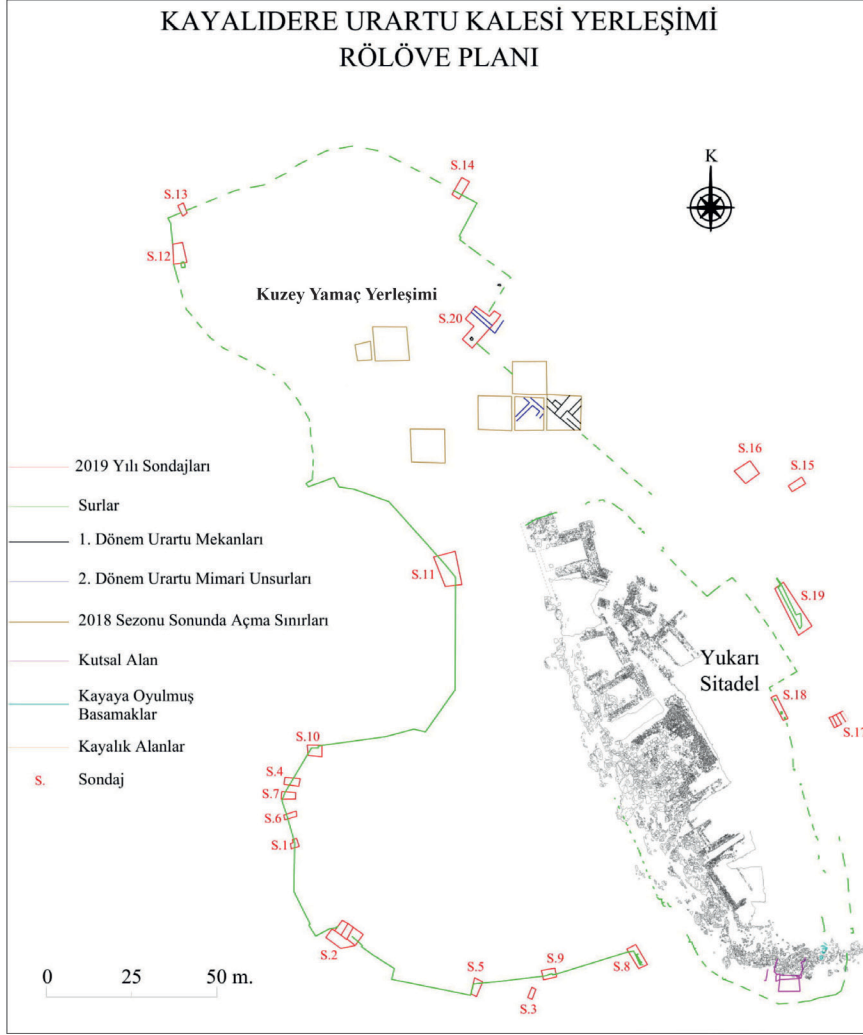 KAYALIDERE URARTU KALESİ YERLEŞİMİ
RÖLÖVE PLANI
K
S.14
S.13
S.12
Kuzey Yamaç Yerleşimi
S.20
S.16
S.15
2019 Yılı Sondajları
Surlar
1. Dönem Urartu Mekanları
2. Dönem Urartu Mimari Unsurları
2018 Sezonu Sonunda Açma Sınırları
Kutsal Alan
Kayaya Oyulmuş
Basamaklar
Kayalık Alanlar
S. Sondaj
S.11
S.19
Yukarı
Sitadel
S.18
S.17
S.10
S.4
S.7
S.6
S.1
S.2
S.5
S.9
S.8
S.3
0 25 50 m.